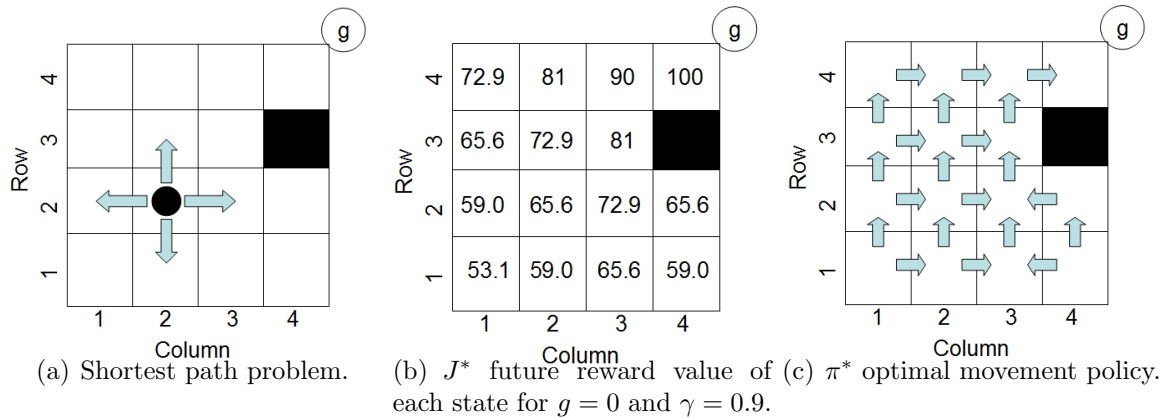 g
4
3
2
1
Row
1 2 3 4
Column
(a) Shortest path problem.
g
4 72.9 81 90 100
3 65.6 72.9 81
2 59.0 65.6 72.9 65.6
1 53.1 59.0 65.6 59.0
Row
1 2 3 4
Column
(b) J* future reward value of
each state for g = 0 and γ = 0.9.
g
4
3
2
1
Row
1 2 3 4
Column
(c) π* optimal movement policy.